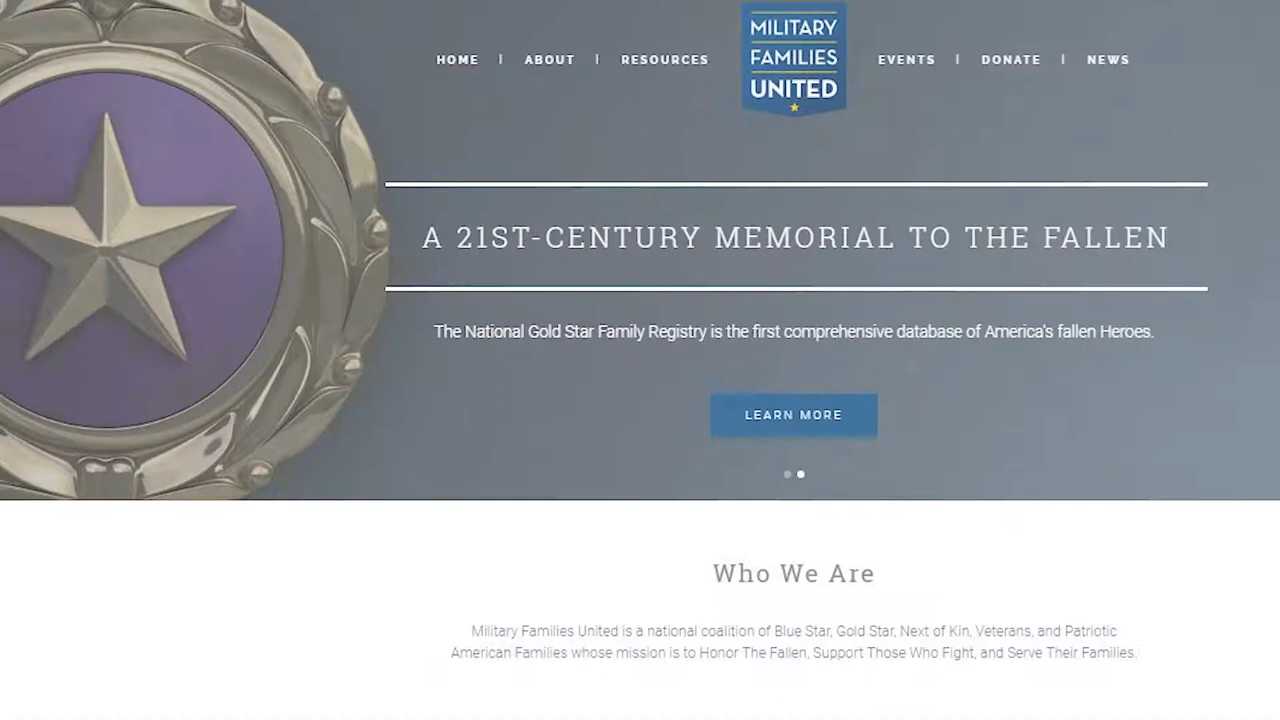 HOME | ABOUT | RESOURCES
MILITARY
FAMILIES
UNITED
EVENTS | DONATE | NEWS
A 21ST-CENTURY MEMORIAL TO THE FALLEN
The National Gold Star Family Registry is the first comprehensive database of America's fallen Heroes.
LEARN MORE
Who We Are
Military Families United is a national coalition of Blue Star, Gold Star, Next of Kin, Veterans, and Patriotic
American Families whose mission is to Honor The Fallen, Support Those Who Fight, and Serve Their Families.